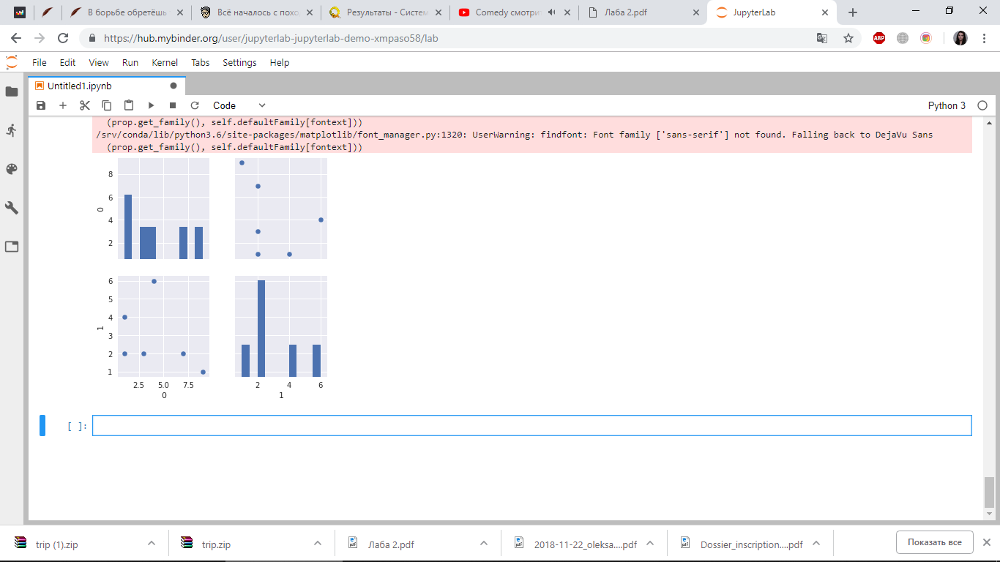 В борьбе обретёшь
Всё началось с похо
Результаты - Систем
Comedy смотри
Лаба 2.pdf
JupyterLab
https://hub.mybinder.org/user/jupyterlab-jupyterlab-demo-xmpaso58/lab
ABP
File Edit View Run Kernel Tabs Settings Help
Untitled1.ipynb
Code
Python 3
(prop.get_family(), self.defaultFamily[fontext]))
/srv/conda/lib/python3.6/site-packages/matplotlib/font_manager.py:1320: UserWarning: findfont: Font family ['sans-serif'] not found. Falling back to DejaVu Sans
(prop.get_family(), self.defaultFamily[fontext]))
8
6
4
2
0
6
5
4
3
2
1
1
2.5 5.0 7.5
0
2 4 6
1
[ ]:
trip (1).zip
trip.zip
Лаба 2.pdf
2018-11-22_oleksa....pdf
Dossier_inscription....pdf
Показать все